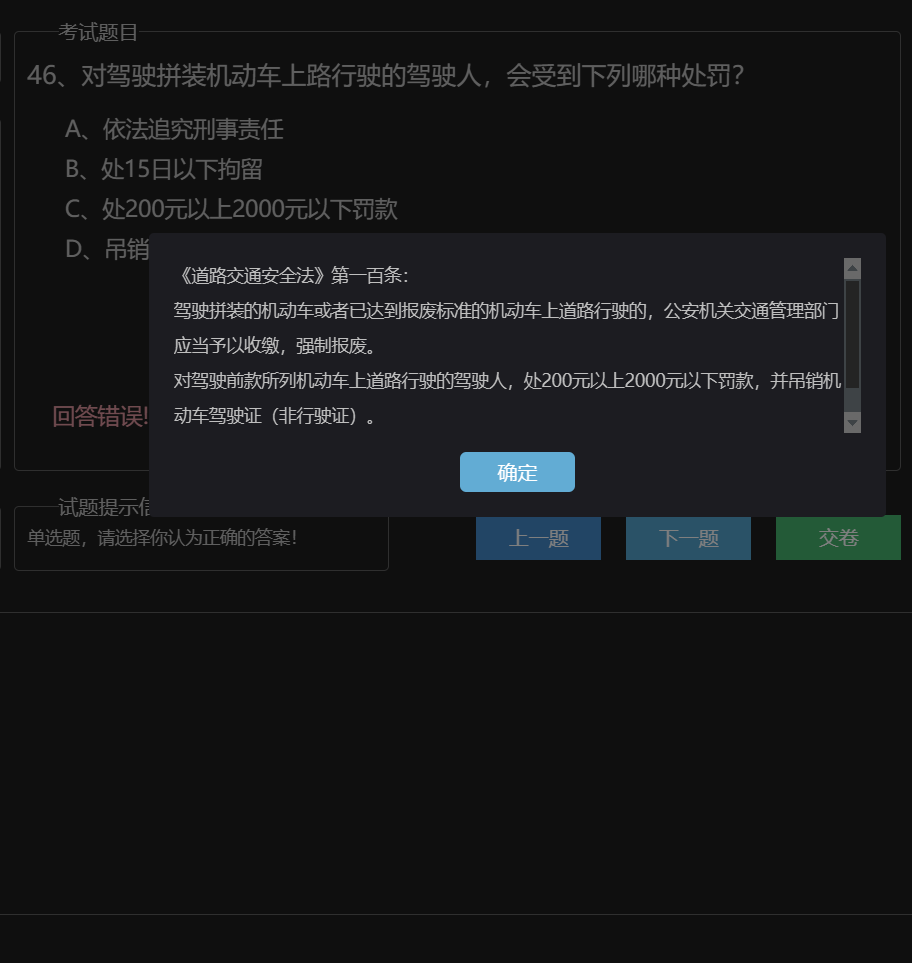 考试题目
46、对驾驶拼装机动车上路行驶的驾驶人，会受到下列哪种处罚?
A、依法追究刑事责任
B、处15日以下拘留
C、处200元以上2000元以下罚款
D、吊销
《道路交通安全法》第一百条：
驾驶拼装的机动车或者已达到报废标准的机动车上道路行驶的，公安机关交通管理部门
应当予以收缴，强制报废。
对驾驶前款所列机动车上道路行驶的驾驶人，处200元以上2000元以下罚款，并吊销机
动车驾驶证（非行驶证）。
回答错误!
确定
试题提示信
单选题，请选择你认为正确的答案!
上一题
下一题
交卷